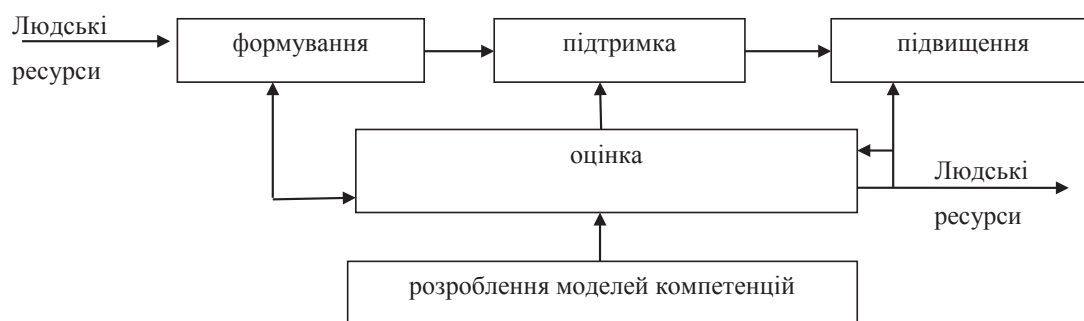 Людські
ресурси
формування
підтримка
підвищення
оцінка
Людські
ресурси
розроблення моделей компетенцій